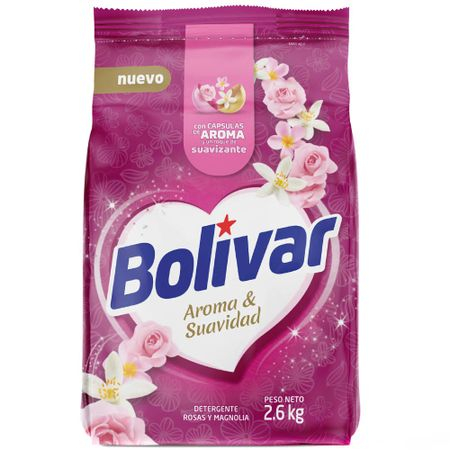 nuevo
con CAPSULAS
DE AROMA
y un toque de
suavizante
Bolívar
Aroma &
Suavidad
DETERGENTE
ROSAS Y MAGNOLIA
PESO NETO
2.6 kg